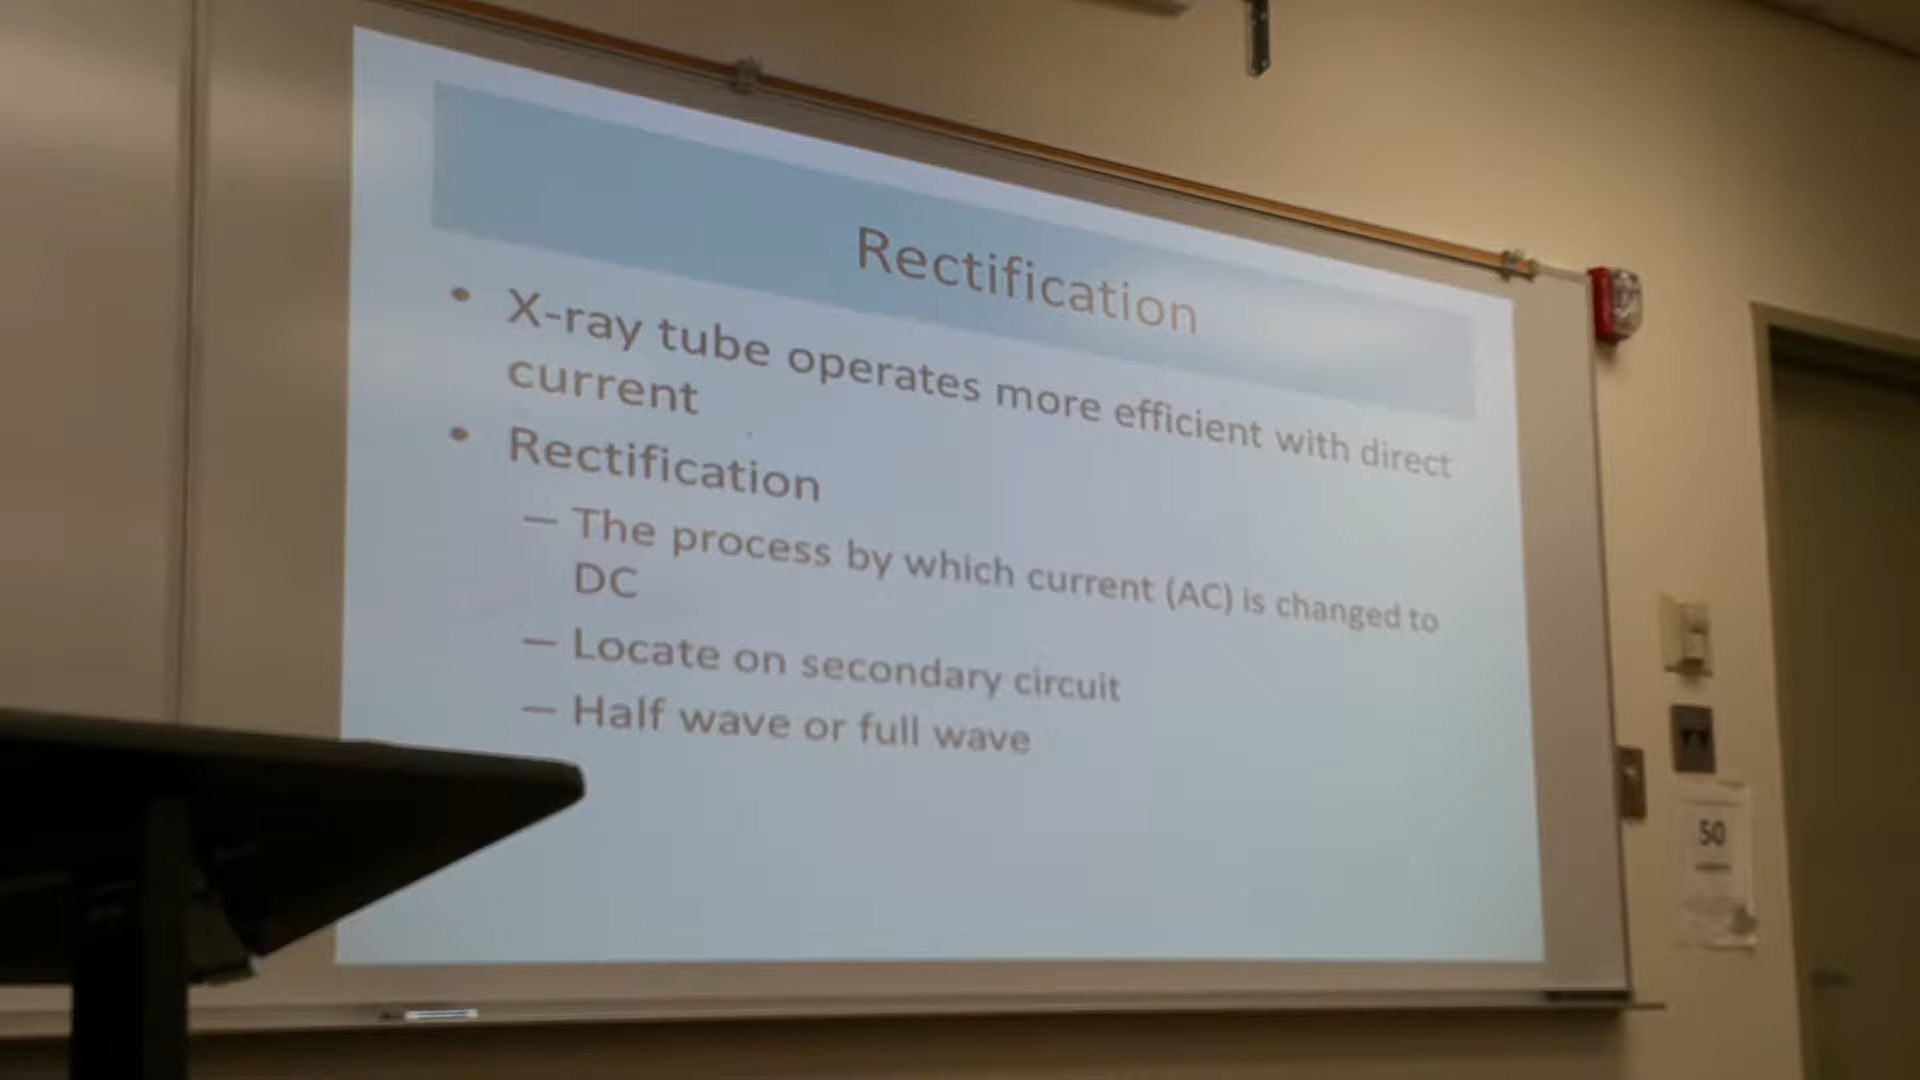 Rectification
• X-ray tube operates more efficient with direct
current
• Rectification
– The process by which current (AC) is changed to
DC
– Locate on secondary circuit
– Half wave or full wave
50